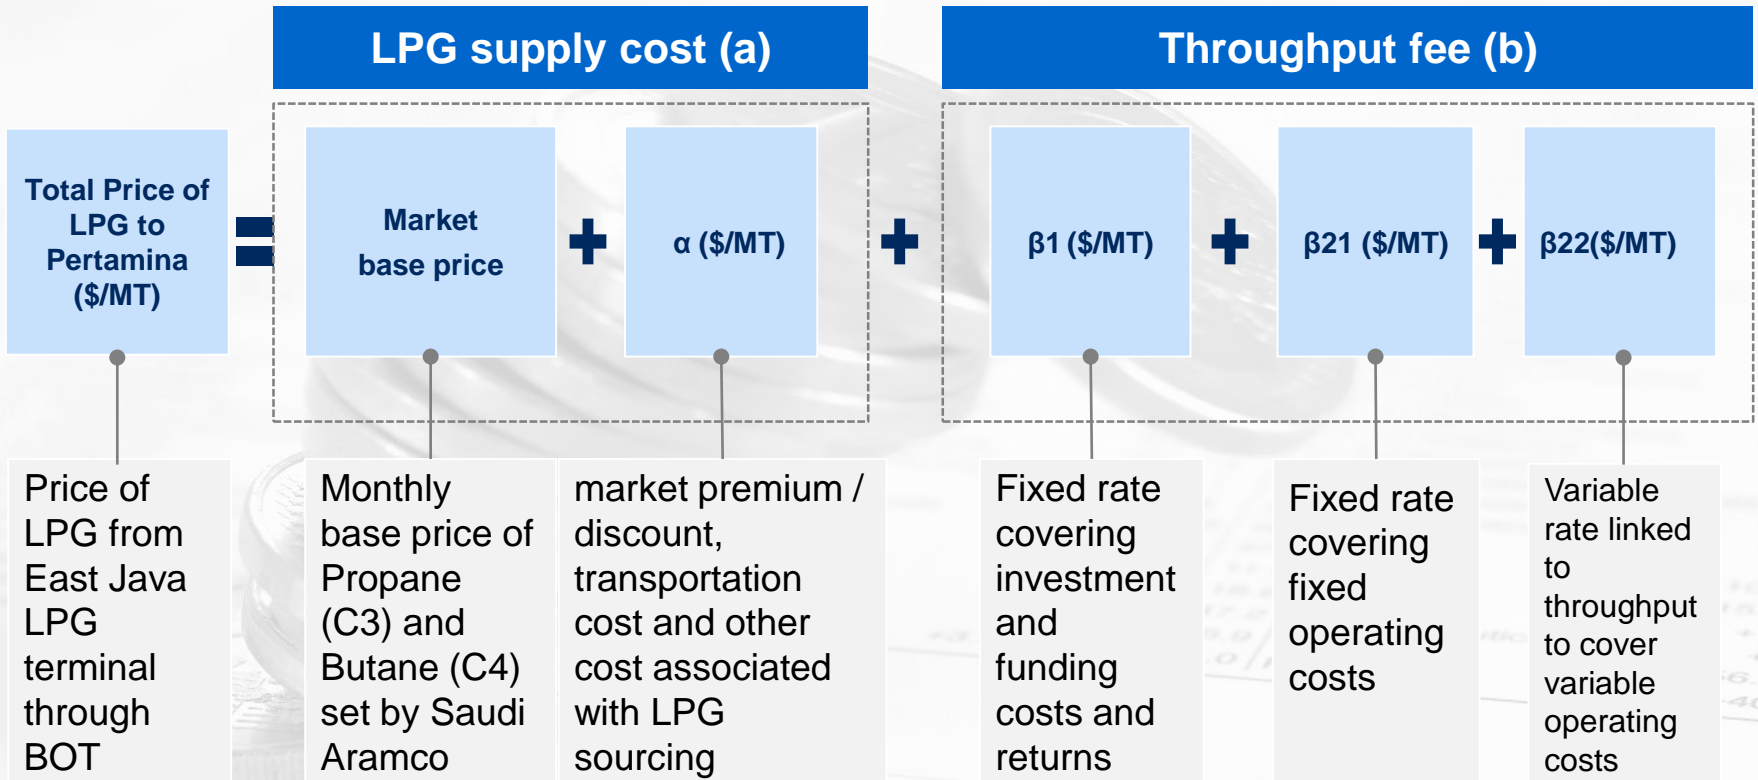 LPG supply cost (a)
Throughput fee (b)
Total Price of
LPG to
Pertamina
($/MT)
Market
base price
α ($/MT)
β1 ($/MT)
β21 ($/MT)
β22($/MT)
Price of
LPG from
East Java
LPG
terminal
through
BOT
Monthly
base price of
Propane
(C3) and
Butane (C4)
set by Saudi
Aramco
market premium /
discount,
transportation
cost and other
cost associated
with LPG
sourcing
Fixed rate
covering
investment
and
funding
costs and
returns
Fixed rate
covering
fixed
operating
costs
Variable
rate linked
to
throughput
to cover
variable
operating
costs